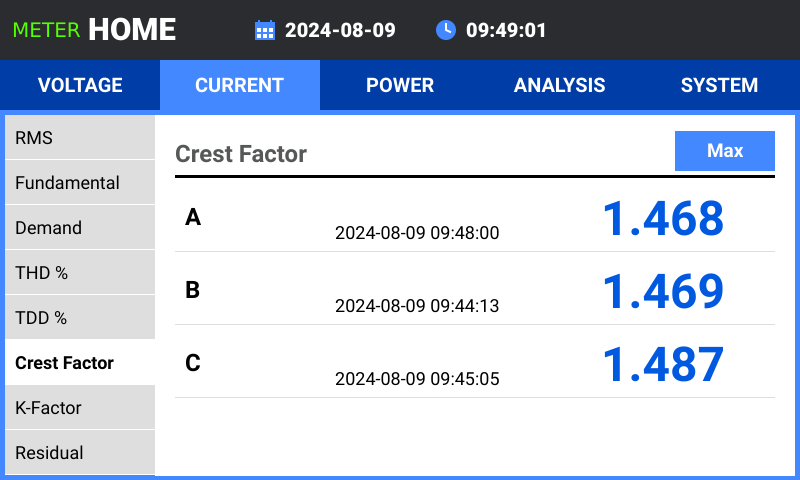 METER HOME 2024-08-09 09:49:01
VOLTAGE CURRENT POWER ANALYSIS SYSTEM
RMS
Fundamental
Demand
THD %
TDD %
Crest Factor
K-Factor
Residual
Crest Factor Max
A 2024-08-09 09:48:00 1.468
B 2024-08-09 09:44:13 1.469
C 2024-08-09 09:45:05 1.487